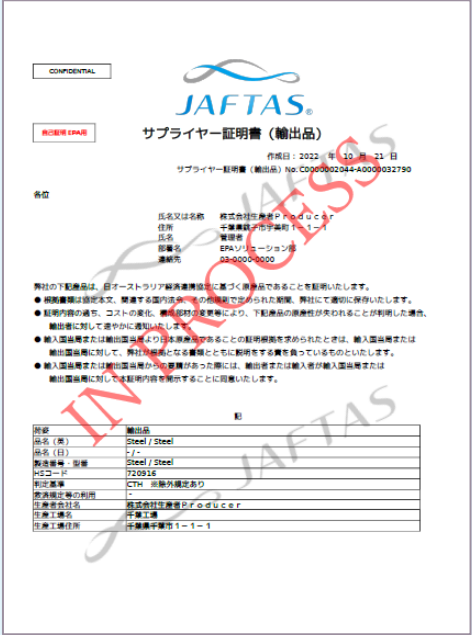 CONFIDENTIAL
JAFTAS®
自己証明 EPA用
サプライヤー証明書（輸出品）
作成日： 2022 年 10 月 21 日
サプライヤー証明書（輸出品）No.C0000002044-A0000032790
各位
氏名又は名称 株式会社生産者Producer
住所 千葉県銚子市宇美町１－１－１
氏名 管理者
部署名 EPAソリューション部
連絡先 03-0000-0000
弊社の下記産品は、日オーストラリア経済連携協定に基づく原産品であることを証明いたします。
● 根拠書類は協定本文、関連する国内法令、その他規則で定められた期間、弊社にて適切に保存いたします。
● 証明内容の過ち、コストの変化、構成部材の変更等により、下記産品の原産性が失われることが判明した場合、
輸出者に対して速やかに通知いたします。
● 輸入国当局または輸出国当局より日本原産品であることの証明根拠を求められたときは、輸入国当局または
輸出国当局に対して、弊社が根拠となる書類とともに説明をする責を負っているものといたします。
● 輸入国当局または輸出国当局からの要請があった際には、輸出者または輸入者が輸入国当局または
輸出国当局に対して本証明内容を開示することに同意いたします。
IN PROCESS
JAFTAS
JAFTAS
記
荷姿 輸出品
品名（英） Steel / Steel
品名（日） - / -
製造番号・型番 Steel / Steel
HSコード 720916
判定基準 CTH ※除外規定あり
救済規定等の利用 -
生産者会社名 株式会社生産者Producer
生産工場名 千葉工場
生産工場住所 千葉県千葉市１－１－１